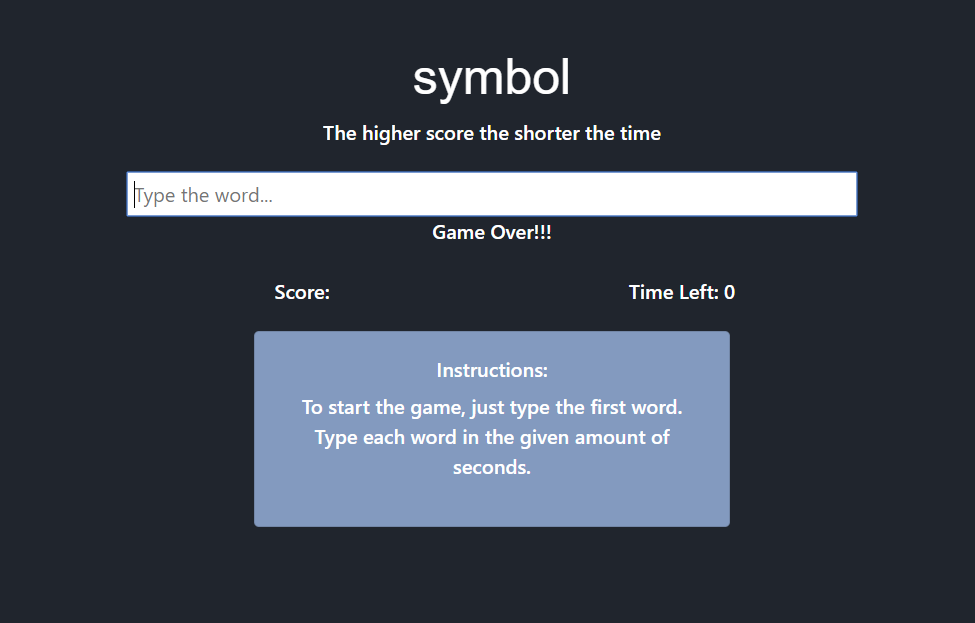 symbol
The higher score the shorter the time
Type the word...
Game Over!!!
Score:
Time Left: 0
Instructions:
To start the game, just type the first word.
Type each word in the given amount of
seconds.